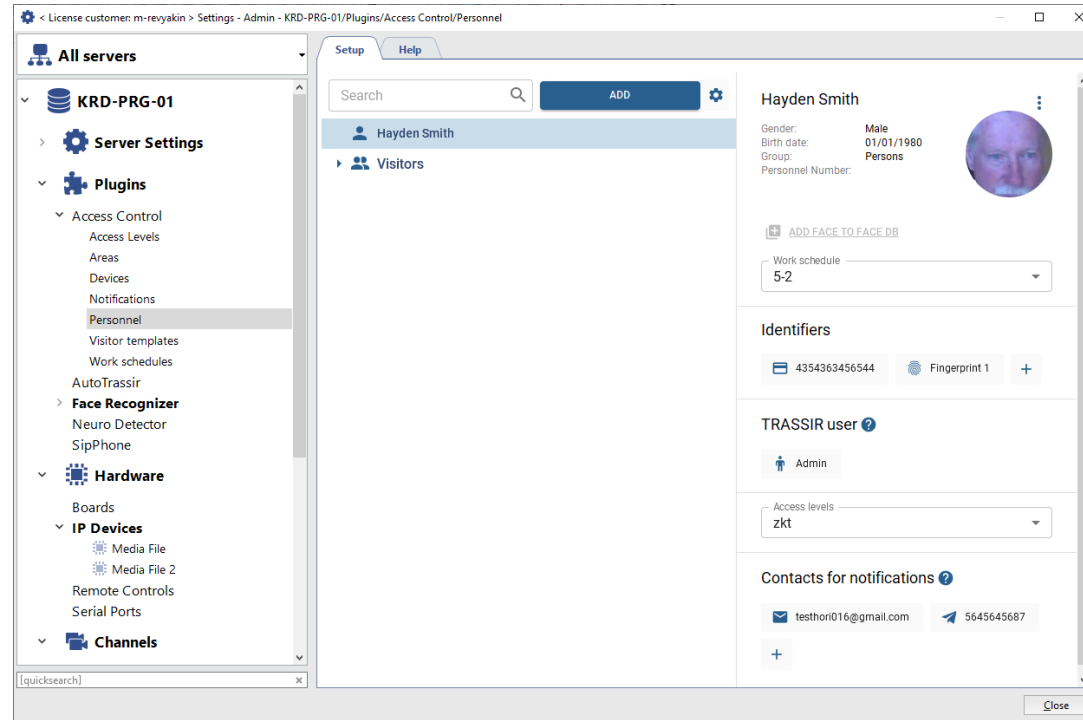 < License customer: m-revyakin > Settings - Admin - KRD-PRG-01/Plugins/Access Control/Personnel
All servers
KRD-PRG-01
Server Settings
Plugins
Access Control
Access Levels
Areas
Devices
Notifications
Personnel
Visitor templates
Work schedules
AutoTrassir
Face Recognizer
Neuro Detector
SipPhone
Hardware
Boards
IP Devices
Media File
Media File 2
Remote Controls
Serial Ports
Channels
[quicksearch]
Setup Help
Search ADD
Hayden Smith
Visitors
Hayden Smith
Gender: Male
Birth date: 01/01/1980
Group: Persons
Personnel Number:
ADD FACE TO FACE DB
Work schedule
5-2
Identifiers
4354363456544 Fingerprint 1 +
TRASSIR user ?
Admin
Access levels
zkt
Contacts for notifications ?
testhori016@gmail.com 5645645687
+
Close